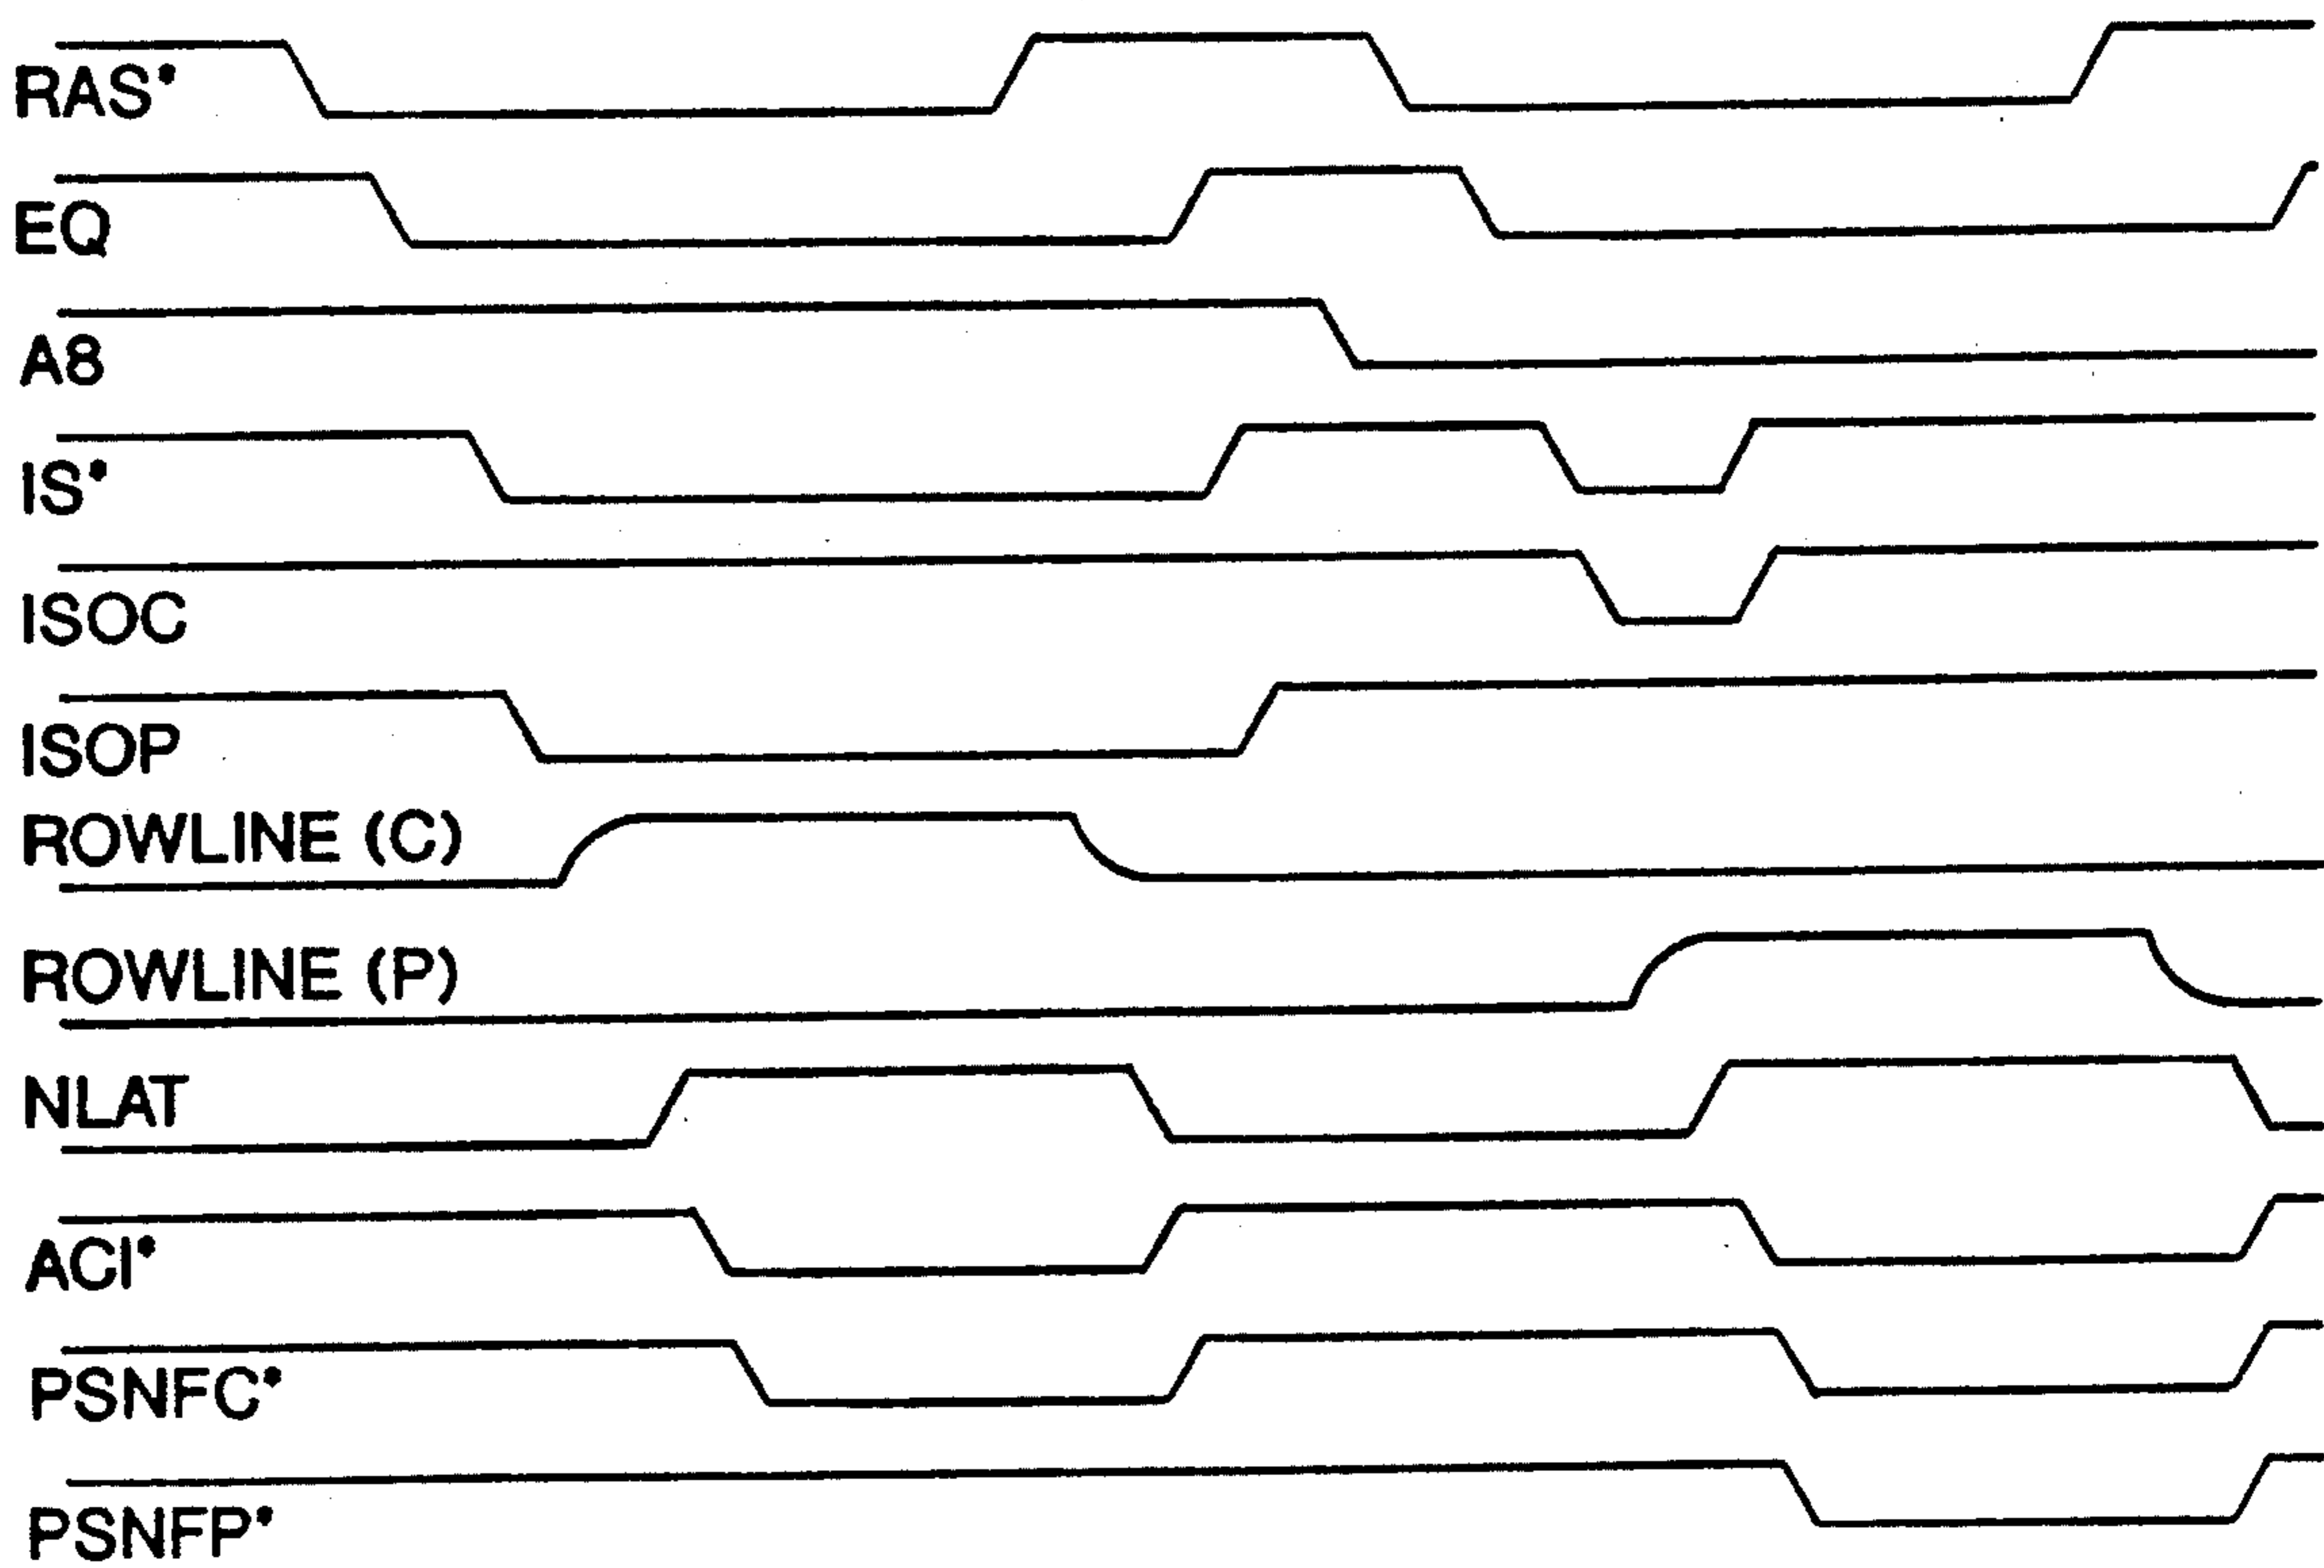 RAS*
EQ
A8
IS*
ISOC
ISOP
ROWLINE (C)
ROWLINE (P)
NLAT
ACI*
PSNFC*
PSNFP*